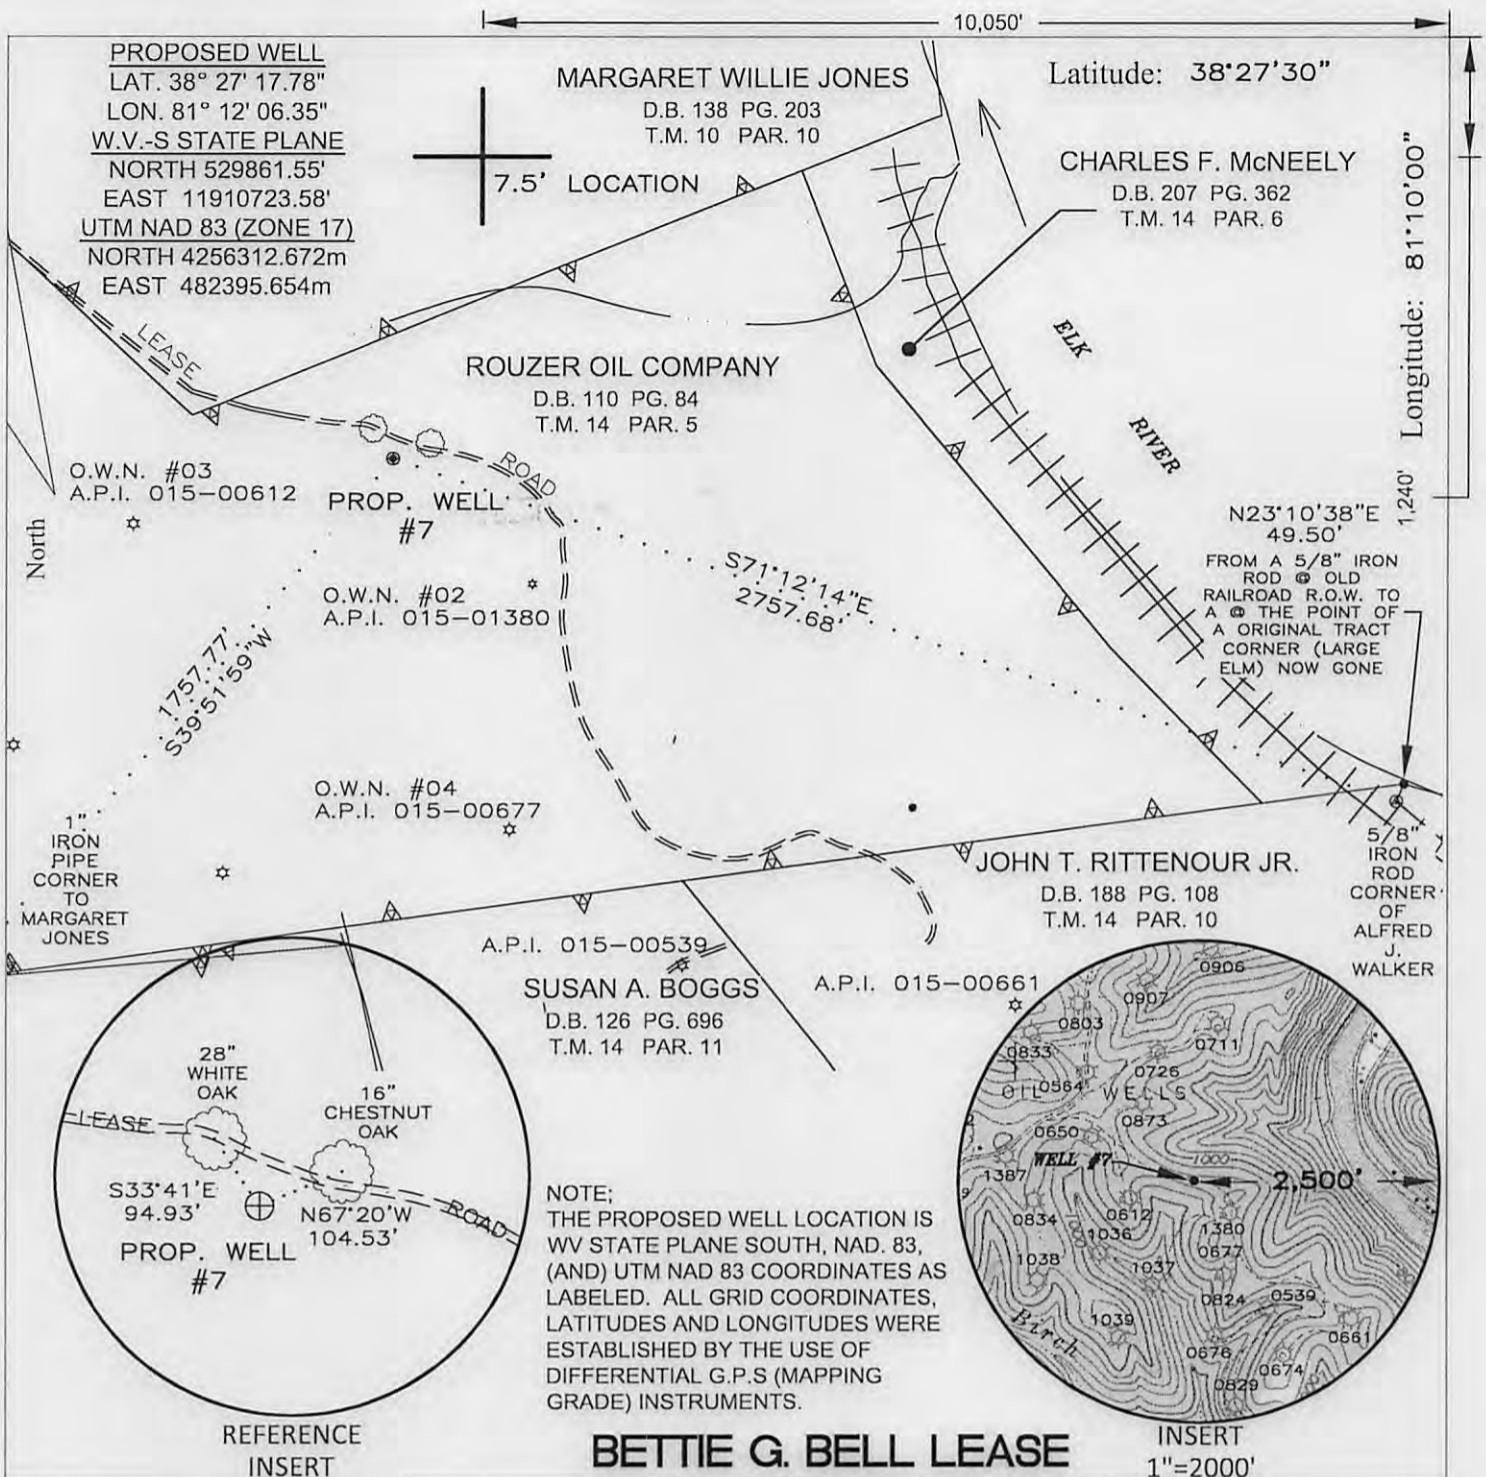 10,050'
PROPOSED WELL
LAT. 38° 27' 17.78"
LON. 81° 12' 06.35"
W.V.-S STATE PLANE
NORTH 529861.55'
EAST 11910723.58'
UTM NAD 83 (ZONE 17)
NORTH 4256312.672m
EAST 482395.654m
MARGARET WILLIE JONES
D.B. 138 PG. 203
T.M. 10 PAR. 10
7.5' LOCATION
Latitude: 38°27'30"
CHARLES F. McNEELY
D.B. 207 PG. 362
T.M. 14 PAR. 6
Longitude: 81°10'00"
1,240'
LEASE
ROAD
ROUZER OIL COMPANY
D.B. 110 PG. 84
T.M. 14 PAR. 5
ELK
RIVER
North
O.W.N. #03
A.P.I. 015-00612
PROP. WELL
#7
O.W.N. #02
A.P.I. 015-01380
S71°12'14"E
2757.68'
1757.77'
S39°51'59"W
N23°10'38"E
49.50'
FROM A 5/8" IRON
ROD @ OLD
RAILROAD R.O.W. TO
A @ THE POINT OF
A ORIGINAL TRACT
CORNER (LARGE
ELM) NOW GONE
O.W.N. #04
A.P.I. 015-00677
1"
IRON
PIPE
CORNER
TO
MARGARET
JONES
JOHN T. RITTENOUR JR.
D.B. 188 PG. 108
T.M. 14 PAR. 10
5/8"
IRON
ROD
CORNER
OF
ALFRED
J.
WALKER
A.P.I. 015-00539
SUSAN A. BOGGS
D.B. 126 PG. 696
T.M. 14 PAR. 11
A.P.I. 015-00661
28"
WHITE
OAK
16"
CHESTNUT
OAK
LEASE
ROAD
S33°41'E
94.93'
N67°20'W
104.53'
PROP. WELL
#7
REFERENCE
INSERT
NOTE;
THE PROPOSED WELL LOCATION IS
WV STATE PLANE SOUTH, NAD. 83,
(AND) UTM NAD 83 COORDINATES AS
LABELED. ALL GRID COORDINATES,
LATITUDES AND LONGITUDES WERE
ESTABLISHED BY THE USE OF
DIFFERENTIAL G.P.S (MAPPING
GRADE) INSTRUMENTS.
BETTIE G. BELL LEASE
0906
0907
0803
0711
0833
0726
0564
OIL WELLS
0873
0650
1387
WELL #7
1000
2,500'
0834
0612
1380
1036
0677
1038
1037
0824
0539
1039
0661
Birch
0676
0674
0829
INSERT
1"=2000'